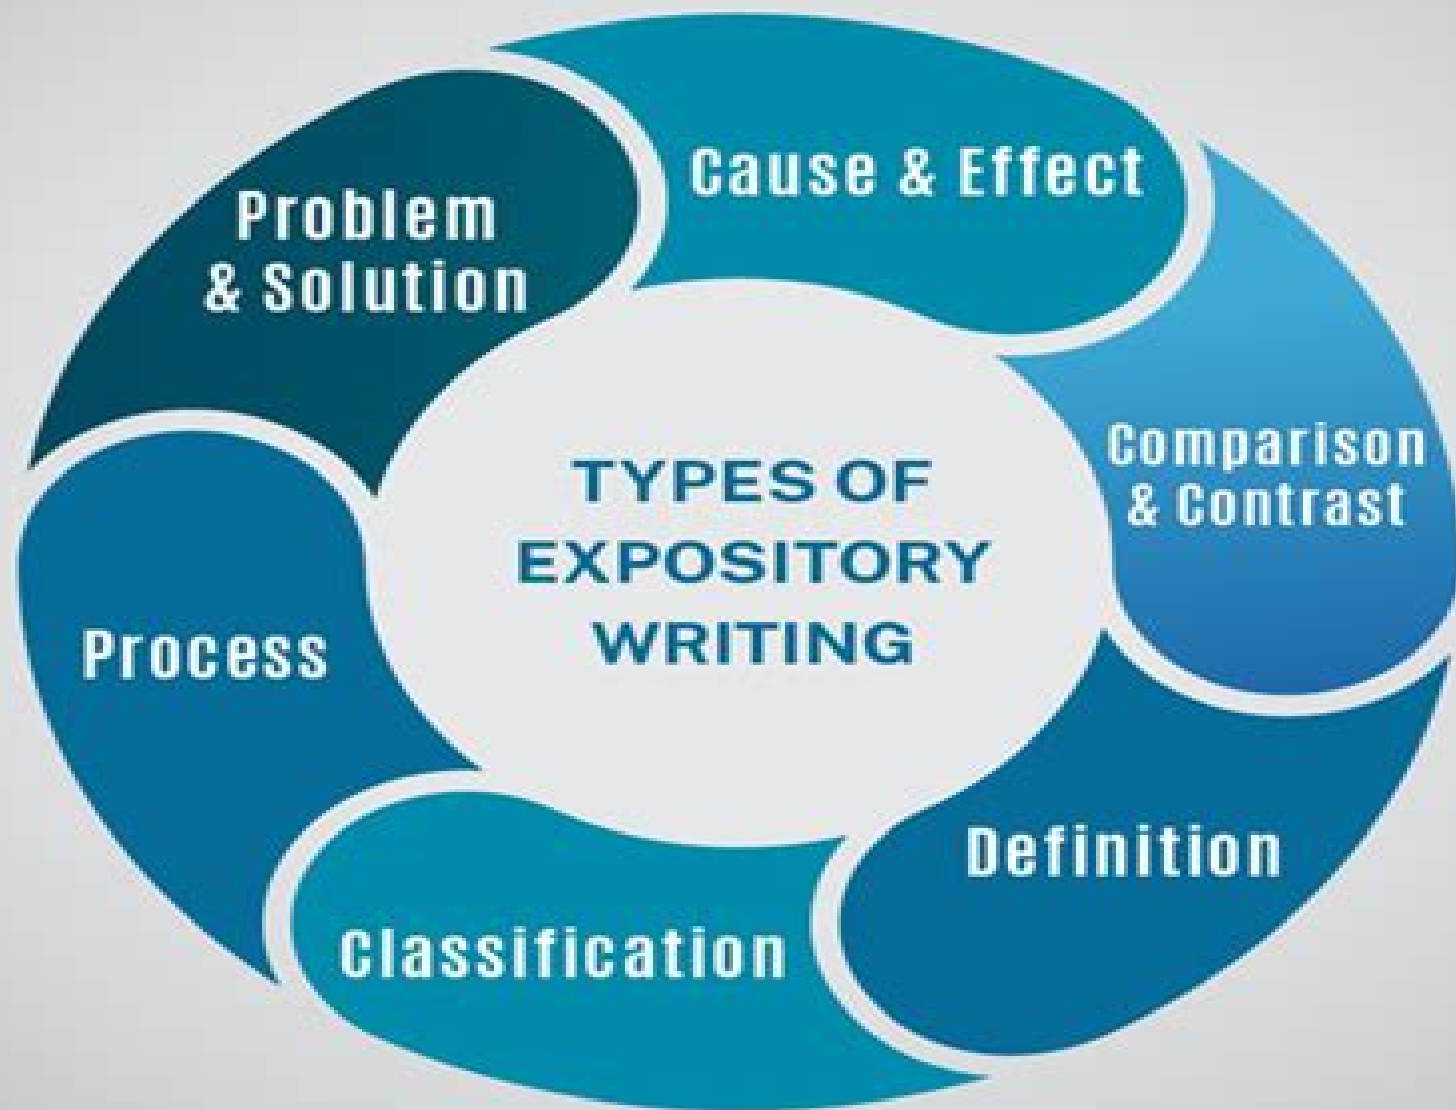 Cause & Effect
Problem
& Solution
Comparison
& Contrast
TYPES OF
EXPOSITORY
WRITING
Process
Definition
Classification